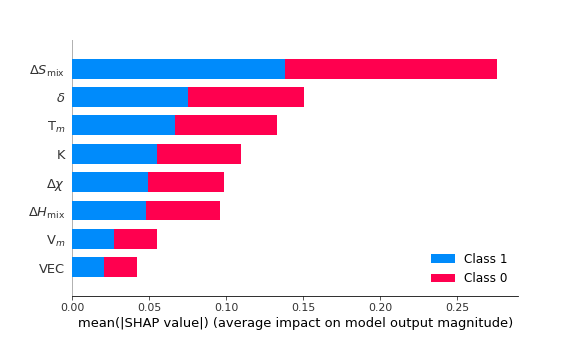 ΔS_mix
δ
T_m
K
Δχ
ΔH_mix
V_m
VEC
Class 1
Class 0
0.00 0.05 0.10 0.15 0.20 0.25
mean(|SHAP value|) (average impact on model output magnitude)